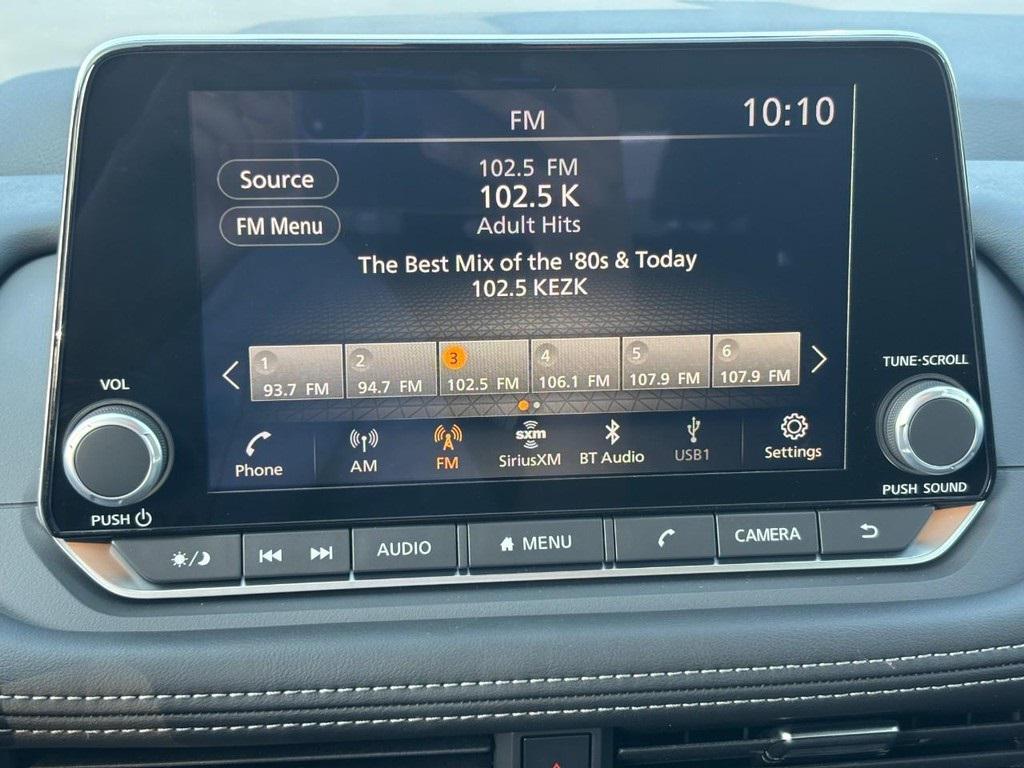 FM
10:10
Source
FM Menu
102.5 FM
102.5 K
Adult Hits
The Best Mix of the '80s & Today
102.5 KEZK
1
93.7 FM
2
94.7 FM
3
102.5 FM
4
106.1 FM
5
107.9 FM
6
107.9 FM
Phone
AM
FM
sxm
SiriusXM
BT Audio
USB1
Settings
VOL
PUSH
TUNE·SCROLL
PUSH SOUND
AUDIO
MENU
CAMERA